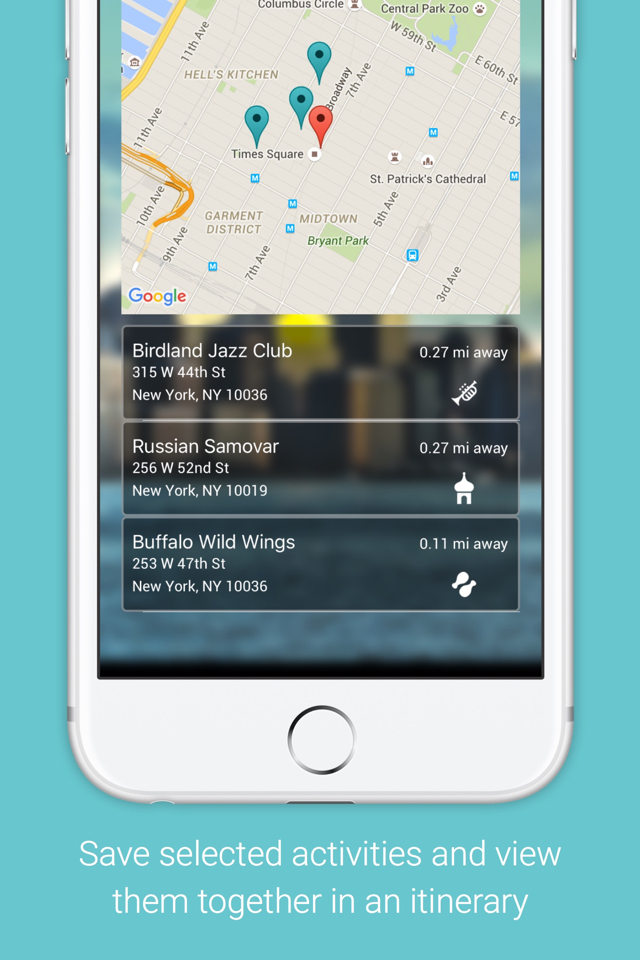 Columbus Circle
Central Park Zoo
W 59th St
11th Ave
HELL'S KITCHEN
Broadway
7th Ave
E 60th St
E 57
11th Ave
M
M
Times Square
St. Patrick's Cathedral
M
M
10th Ave
5th Ave
GARMENT
DISTRICT
MIDTOWN
M
M
Bryant Park
9th Ave
7th Ave
M
3rd Ave
Google
Birdland Jazz Club
0.27 mi away
315 W 44th St
New York, NY 10036
Russian Samovar
0.27 mi away
256 W 52nd St
New York, NY 10019
Buffalo Wild Wings
0.11 mi away
253 W 47th St
New York, NY 10036
Save selected activities and view
them together in an itinerary